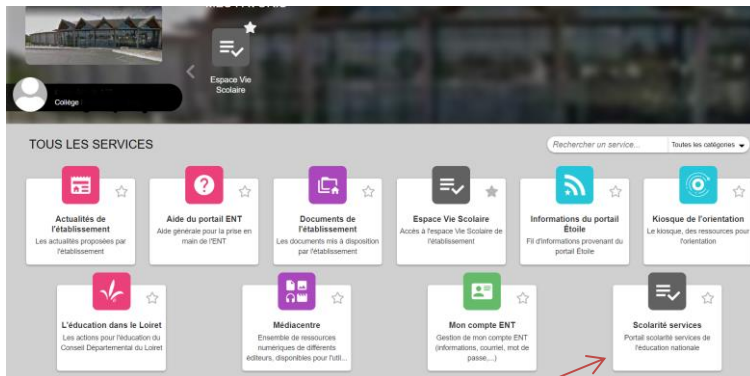 MES FAVORIS
Espace Vie
Scolaire
Collège
TOUS LES SERVICES
Rechercher un service...
Toutes les catégories
Actualités de
l'établissement
Les actualités proposées par
l'établissement
Aide du portail ENT
Aide générale pour la prise en
main de l'ENT
Documents de
l'établissement
Les documents mis à disposition
par l'établissement
Espace Vie Scolaire
Accès à l'espace Vie Scolaire de
l'établissement
Informations du portail
Étoile
Fil d'informations provenant du
portail Étoile
Kiosque de l'orientation
Le kiosque, des ressources pour
l'orientation
L'éducation dans le Loiret
Les actions pour l'éducation du
Conseil Départemental du Loiret
Médiacentre
Ensemble de ressources
numériques de différents
éditeurs, disponibles pour l'utili...
Mon compte ENT
Gestion de mon compte ENT
(informations, courriel, mot de
passe,...)
Scolarité services
Portail scolarité services de
l'éducation nationale